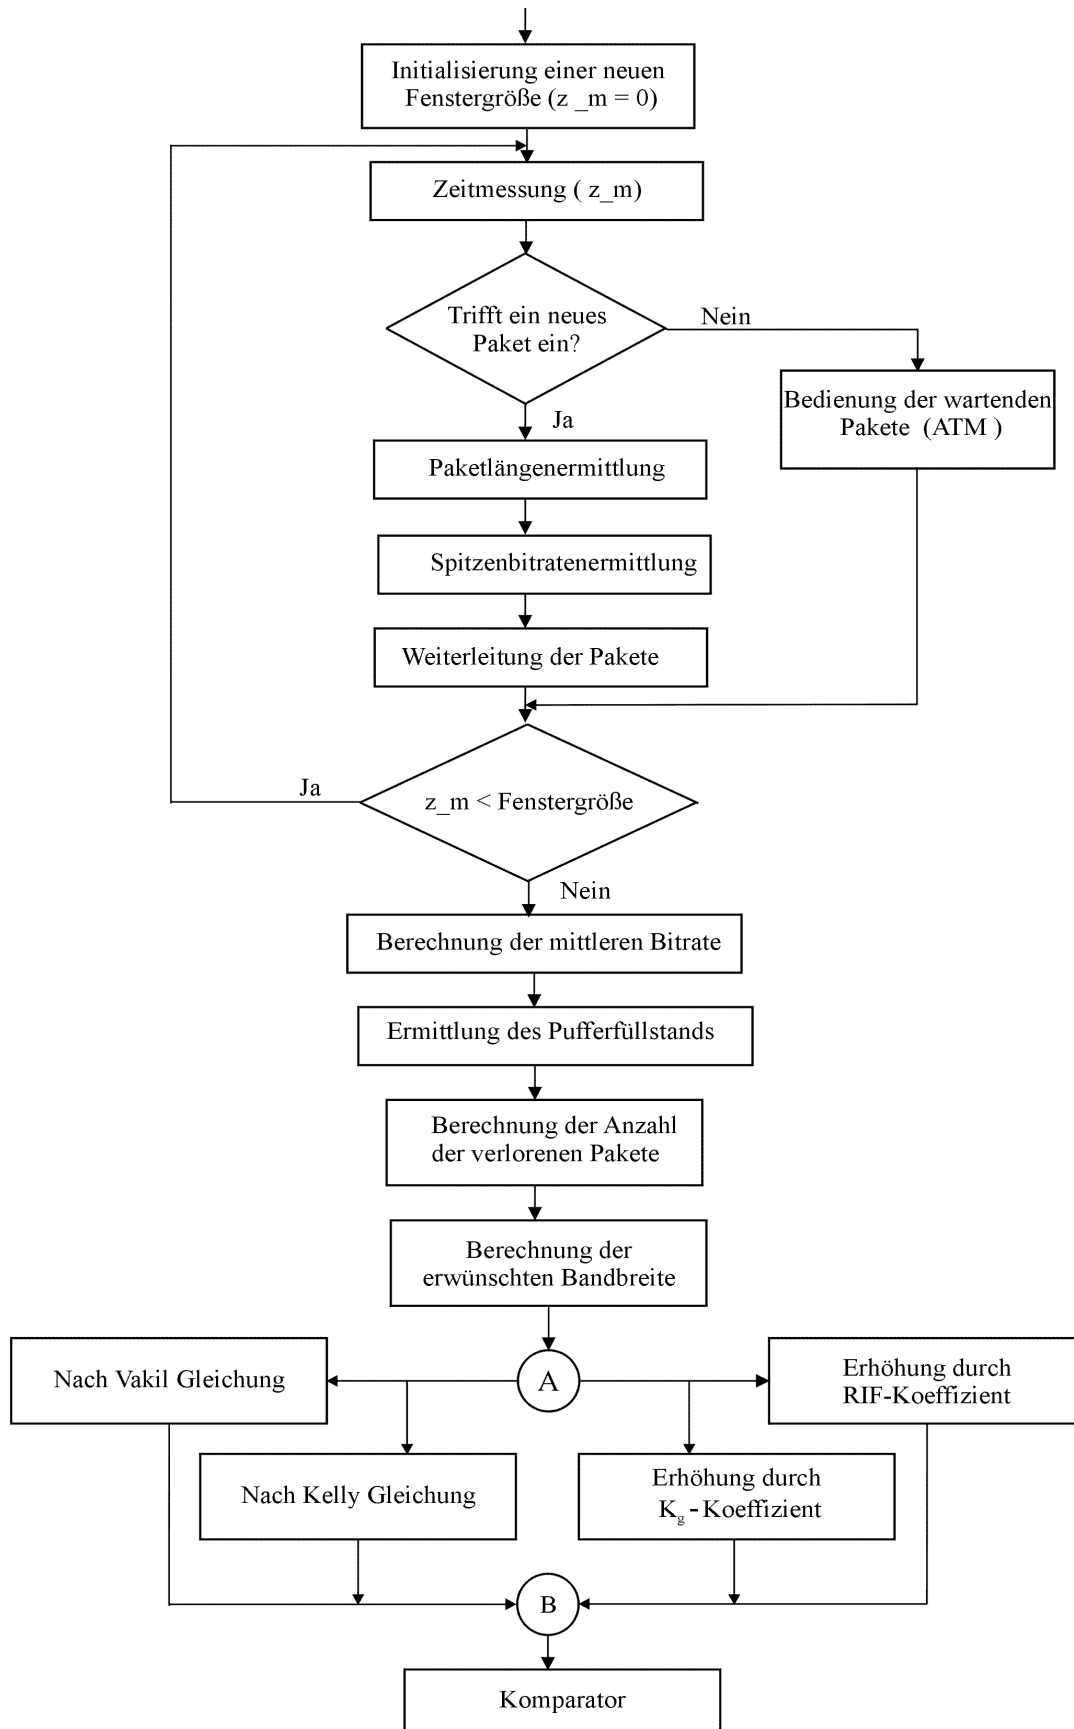 Initialisierung einer neuen
Fenstergröße (z _m = 0)
Zeitmessung ( z_m)
Trifft ein neues
Paket ein?
Nein
Bedienung der wartenden
Pakete (ATM )
Ja
Paketlängenermittlung
Spitzenbitratenermittlung
Weiterleitung der Pakete
Ja
z_m < Fenstergröße
Nein
Berechnung der mittleren Bitrate
Ermittlung des Pufferfüllstands
Berechnung der Anzahl
der verlorenen Pakete
Berechnung der
erwünschten Bandbreite
Nach Vakil Gleichung
A
Erhöhung durch
RIF-Koeffizient
Nach Kelly Gleichung
Erhöhung durch
Kg - Koeffizient
B
Komparator